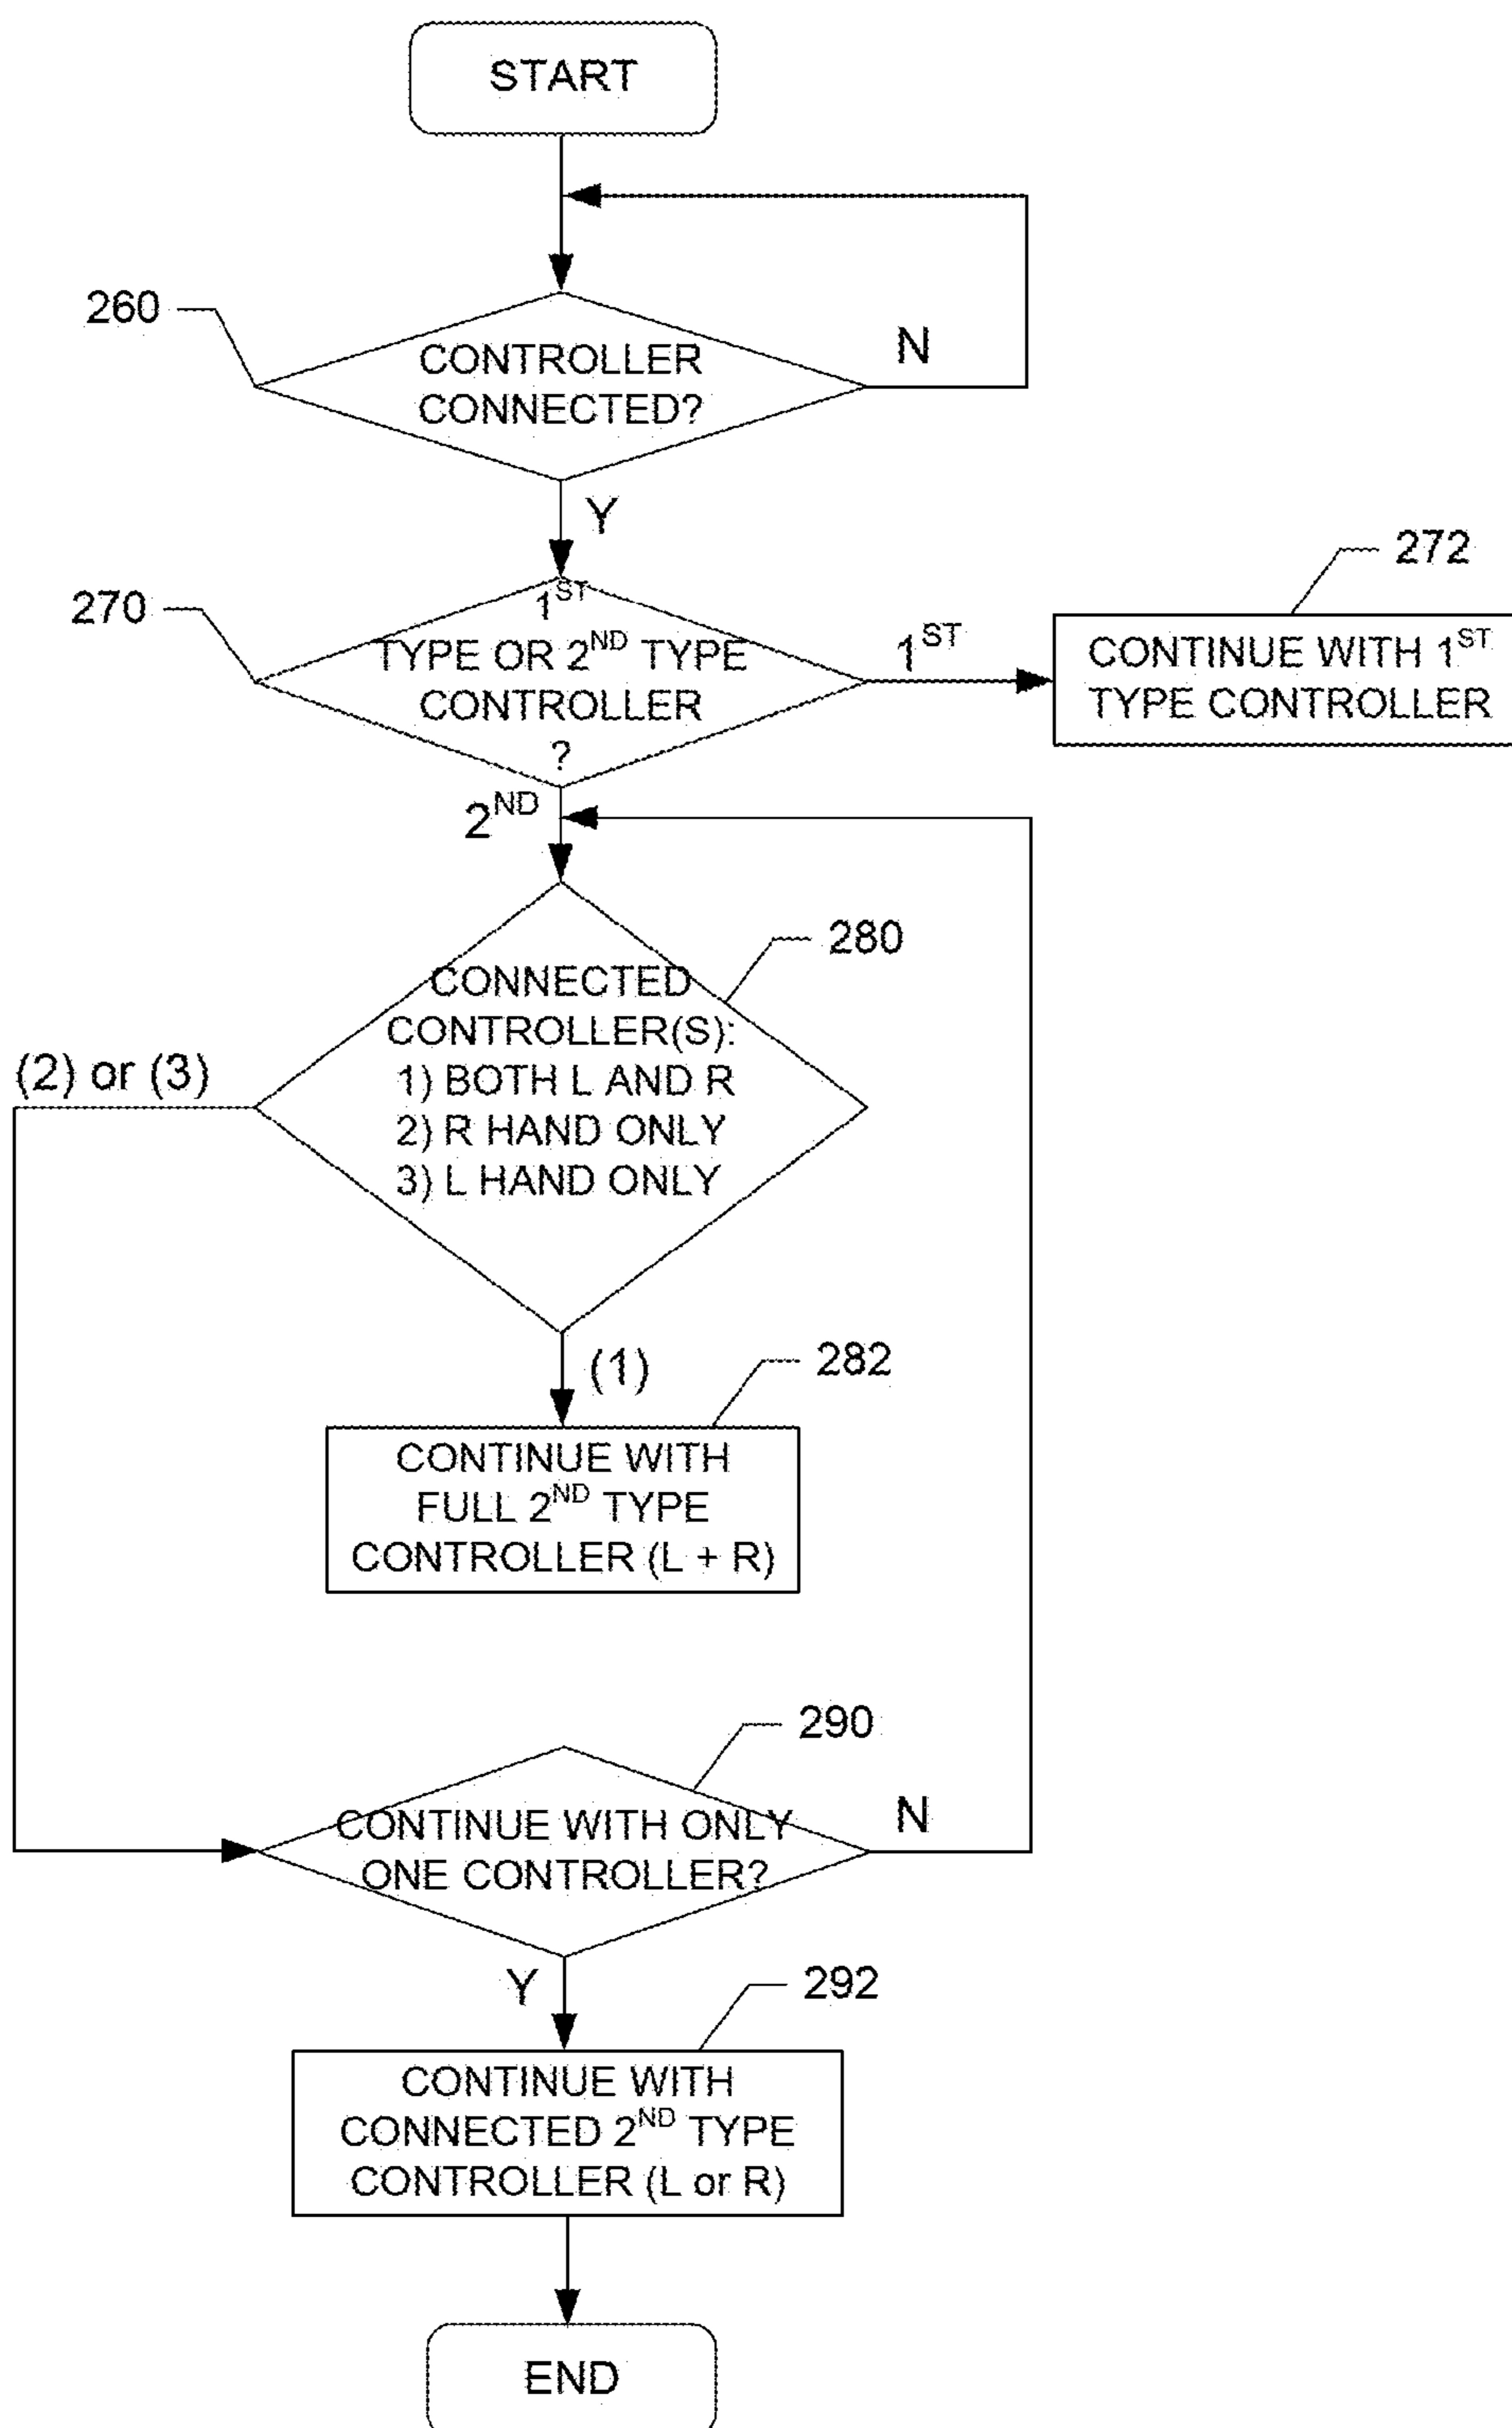 START
260
CONTROLLER
CONNECTED?
N
Y
270
1ST
TYPE OR 2ND TYPE
CONTROLLER
?
1ST
272
CONTINUE WITH 1ST
TYPE CONTROLLER
2ND
280
CONNECTED
CONTROLLER(S):
1) BOTH L AND R
2) R HAND ONLY
3) L HAND ONLY
(2) or (3)
(1)
282
CONTINUE WITH
FULL 2ND TYPE
CONTROLLER (L + R)
290
CONTINUE WITH ONLY
ONE CONTROLLER?
N
Y
292
CONTINUE WITH
CONNECTED 2ND TYPE
CONTROLLER (L or R)
END